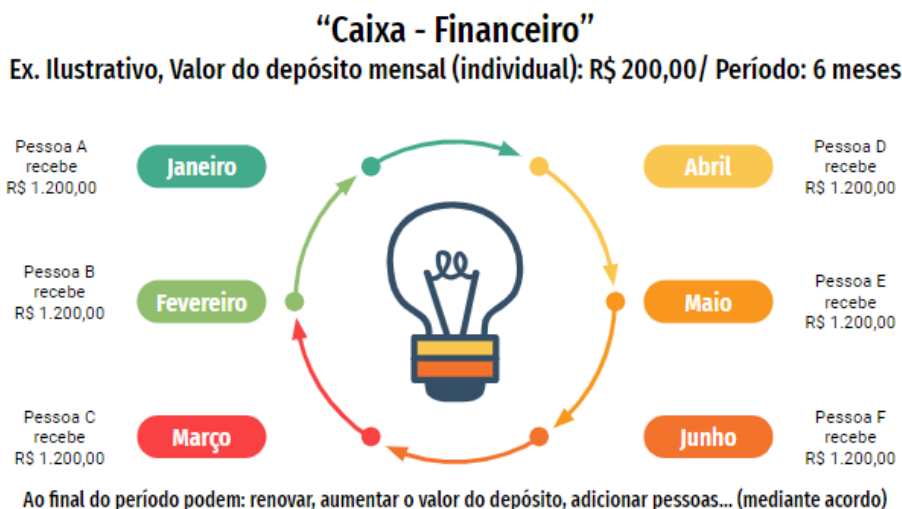 “Caixa - Financeiro”
Ex. Ilustrativo, Valor do depósito mensal (individual): R$ 200,00/ Período: 6 meses
Pessoa A
recebe
R$ 1.200,00
Janeiro
Pessoa B
recebe
R$ 1.200,00
Fevereiro
Pessoa C
recebe
R$ 1.200,00
Março
Abril
Pessoa D
recebe
R$ 1.200,00
Maio
Pessoa E
recebe
R$ 1.200,00
Junho
Pessoa F
recebe
R$ 1.200,00
Ao final do período podem: renovar, aumentar o valor do depósito, adicionar pessoas... (mediante acordo)